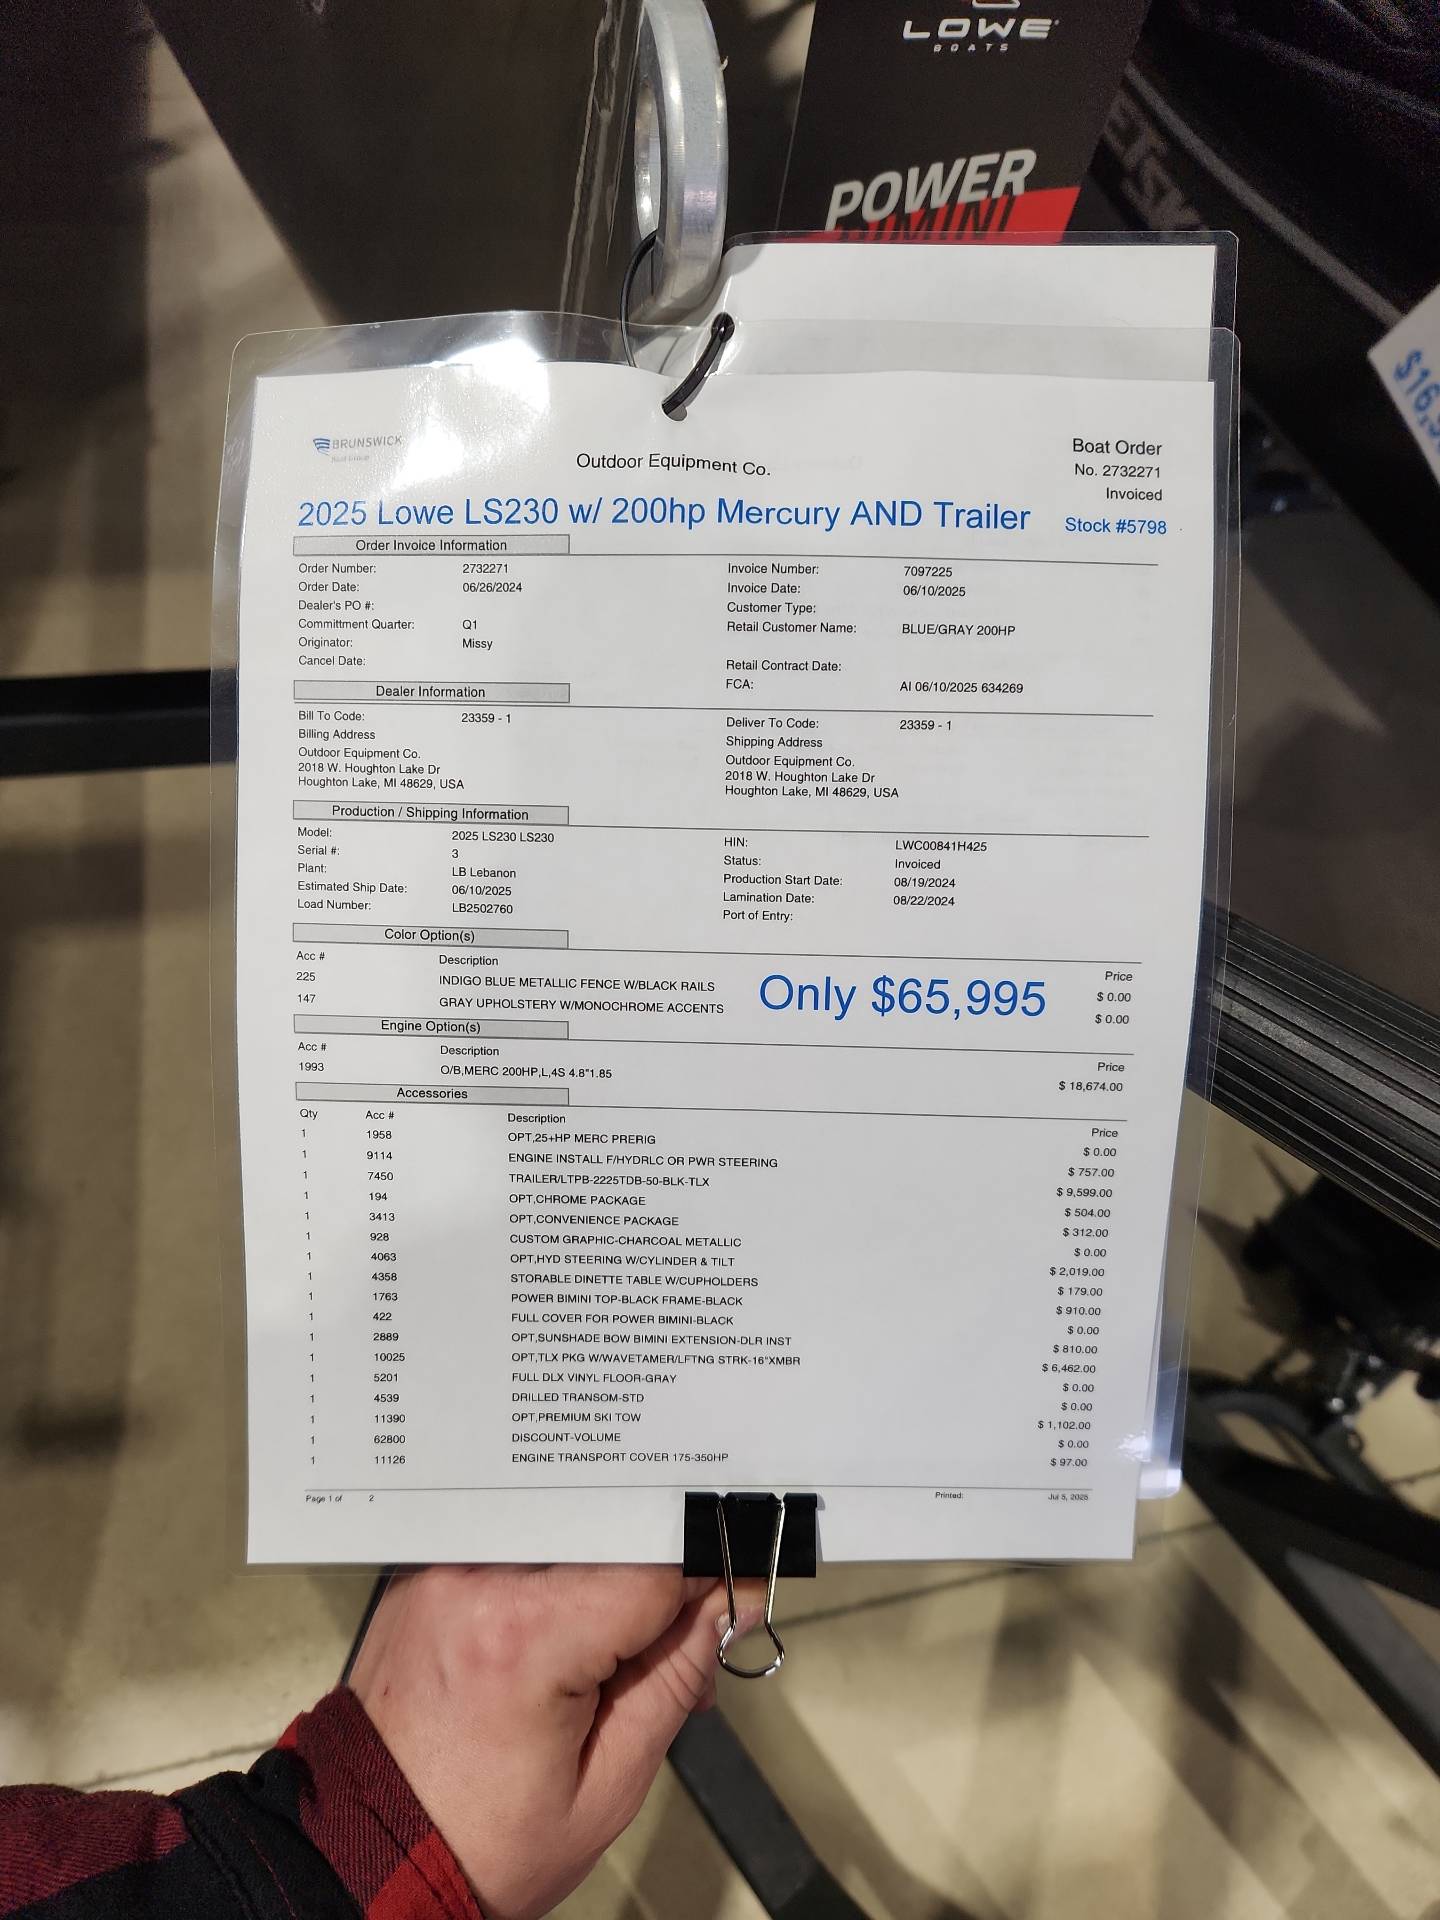 LOWE
BOATS
POWER
BIMINI
BRUNSWICK
Boat Group
Outdoor Equipment Co.
Boat Order
No. 2732271
Invoiced
2025 Lowe LS230 w/ 200hp Mercury AND Trailer
Stock #5798
Order Invoice Information
Order Number: 2732271 Invoice Number: 7097225
Order Date: 06/26/2024 Invoice Date: 06/10/2025
Dealer's PO #: Customer Type:
Committment Quarter: Q1 Retail Customer Name: BLUE/GRAY 200HP
Originator: Missy
Cancel Date: Retail Contract Date:
FCA: AI 06/10/2025 634269
Dealer Information
Bill To Code: 23359 - 1 Deliver To Code: 23359 - 1
Billing Address Shipping Address
Outdoor Equipment Co. Outdoor Equipment Co.
2018 W. Houghton Lake Dr 2018 W. Houghton Lake Dr
Houghton Lake, MI 48629, USA Houghton Lake, MI 48629, USA
Production / Shipping Information
Model: 2025 LS230 LS230 HIN: LWC00841H425
Serial #: 3 Status: Invoiced
Plant: LB Lebanon Production Start Date: 08/19/2024
Estimated Ship Date: 06/10/2025 Lamination Date: 08/22/2024
Load Number: LB2502760 Port of Entry:
Color Option(s)
Acc # Description Price
225 INDIGO BLUE METALLIC FENCE W/BLACK RAILS $ 0.00
147 GRAY UPHOLSTERY W/MONOCHROME ACCENTS $ 0.00
Only $65,995
Engine Option(s)
Acc # Description Price
1993 O/B,MERC 200HP,L,4S 4.8"1.85 $ 18,674.00
Accessories
Qty Acc # Description Price
1 1958 OPT,25+HP MERC PRERIG $ 0.00
1 9114 ENGINE INSTALL F/HYDRLC OR PWR STEERING $ 757.00
1 7450 TRAILER/LTPB-2225TDB-50-BLK-TLX $ 9,599.00
1 194 OPT,CHROME PACKAGE $ 504.00
1 3413 OPT,CONVENIENCE PACKAGE $ 312.00
1 928 CUSTOM GRAPHIC-CHARCOAL METALLIC $ 0.00
1 4063 OPT,HYD STEERING W/CYLINDER & TILT $ 2,019.00
1 4358 STORABLE DINETTE TABLE W/CUPHOLDERS $ 179.00
1 1763 POWER BIMINI TOP-BLACK FRAME-BLACK $ 910.00
1 422 FULL COVER FOR POWER BIMINI-BLACK $ 0.00
1 2889 OPT,SUNSHADE BOW BIMINI EXTENSION-DLR INST $ 810.00
1 10025 OPT,TLX PKG W/WAVETAMER/LFTNG STRK-16"XMBR $ 6,462.00
1 5201 FULL DLX VINYL FLOOR-GRAY $ 0.00
1 4539 DRILLED TRANSOM-STD $ 0.00
1 11390 OPT,PREMIUM SKI TOW $ 1,102.00
1 62800 DISCOUNT-VOLUME $ 0.00
1 11126 ENGINE TRANSPORT COVER 175-350HP $ 97.00
Page 1 of 2 Printed: Jul 5, 2025